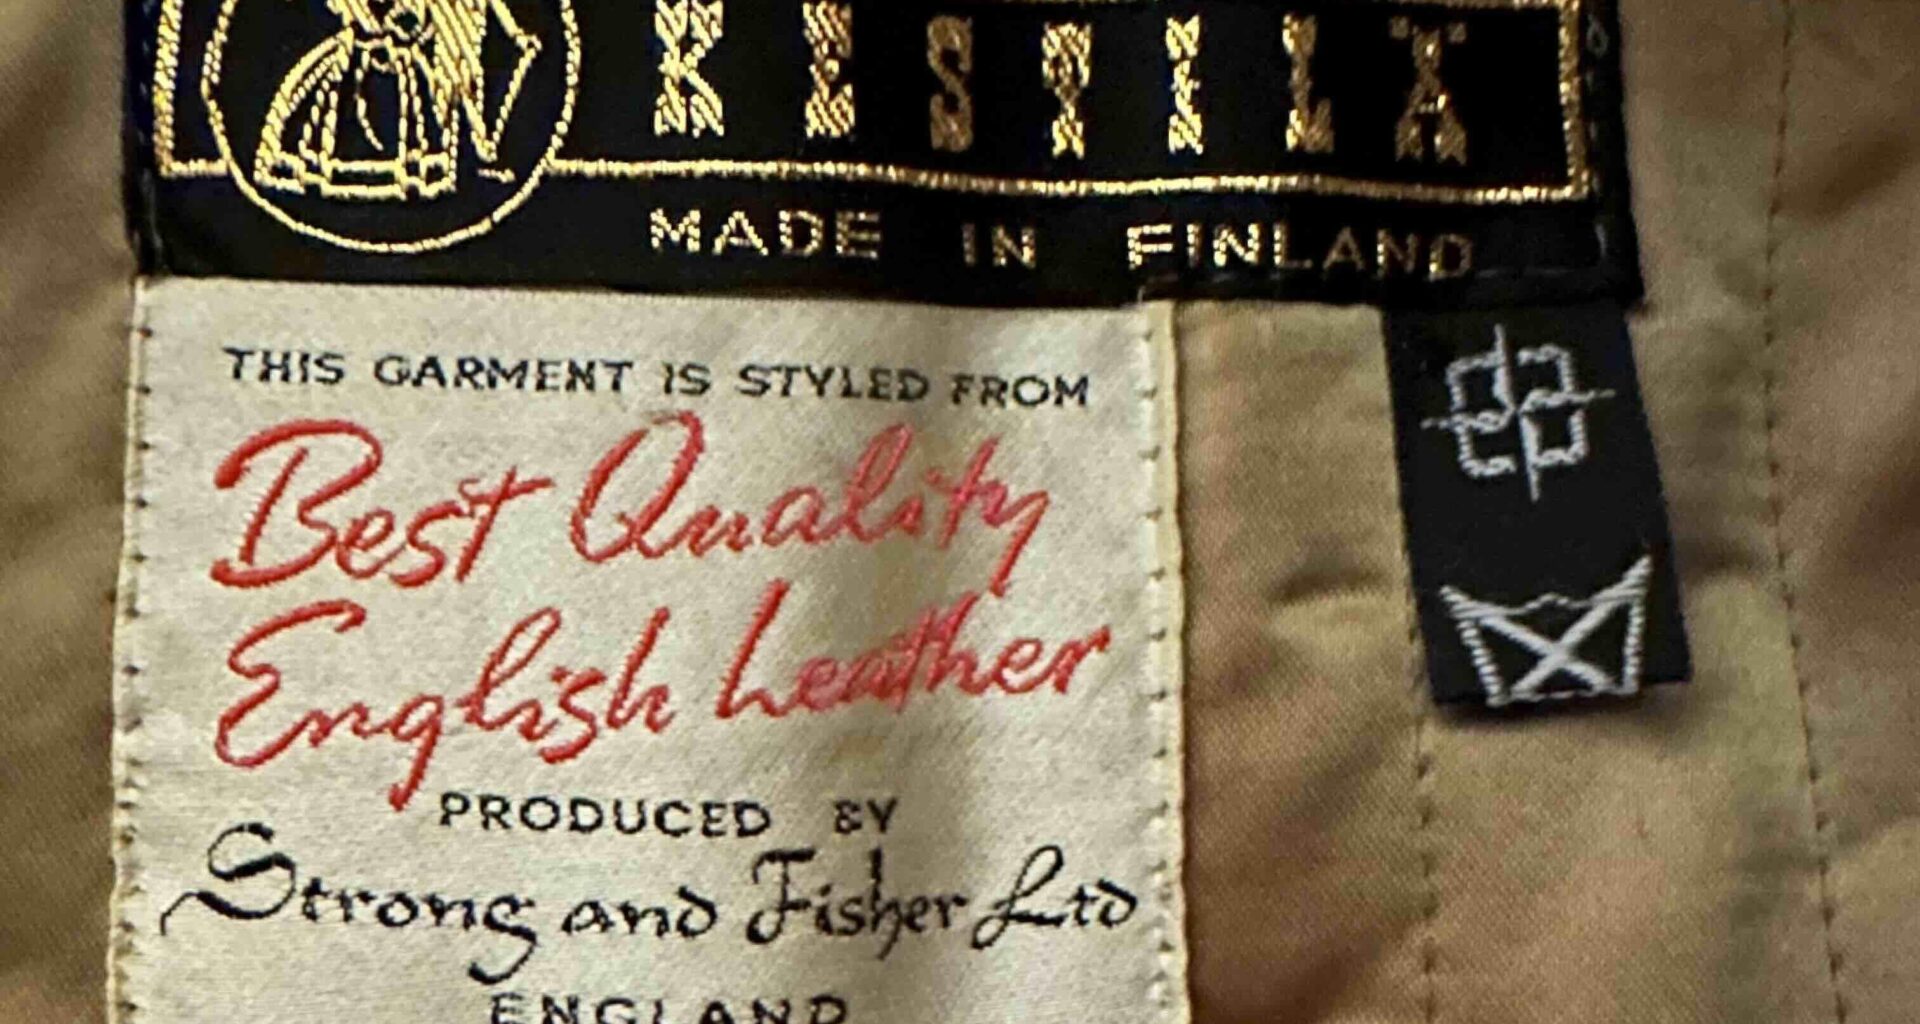 KESTILÄ
MADE IN FINLAND
THIS GARMENT IS STYLED FROM
Best Quality
English Leather
PRODUCED BY
Strong and Fisher Ltd
ENGLAND